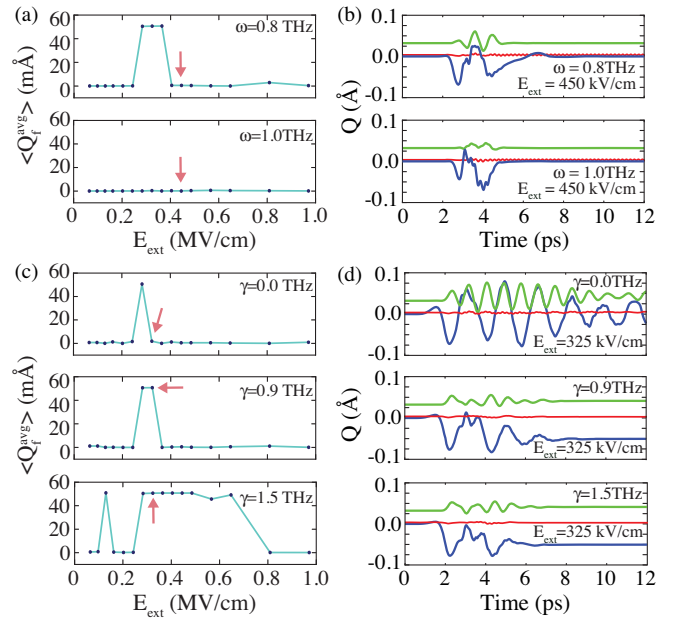 (a)
<Q_f^avg> (mÅ)
60
40
20
0
ω=0.8 THz
60
40
20
0
ω=1.0THz
0 0.2 0.4 0.6 0.8 1.0
E_ext (MV/cm)
(b)
Q (Å)
0.1
0.0
-0.1
ω = 0.8THz
E_ext = 450 kV/cm
0.1
0.0
-0.1
ω = 1.0THz
E_ext = 450 kV/cm
0 2 4 6 8 10 12
Time (ps)
(c)
<Q_f^avg> (mÅ)
60
40
20
0
γ=0.0 THz
60
40
20
0
γ=0.9 THz
60
40
20
0
γ=1.5 THz
0 0.2 0.4 0.6 0.8 1.0
E_ext (MV/cm)
(d)
Q (Å)
0.1
0.0
-0.1
γ=0.0THz
E_ext=325 kV/cm
0.1
0.0
-0.1
γ=0.9THz
E_ext=325 kV/cm
0.1
0.0
-0.1
γ=1.5THz
E_ext=325 kV/cm
0 2 4 6 8 10 12
Time (ps)